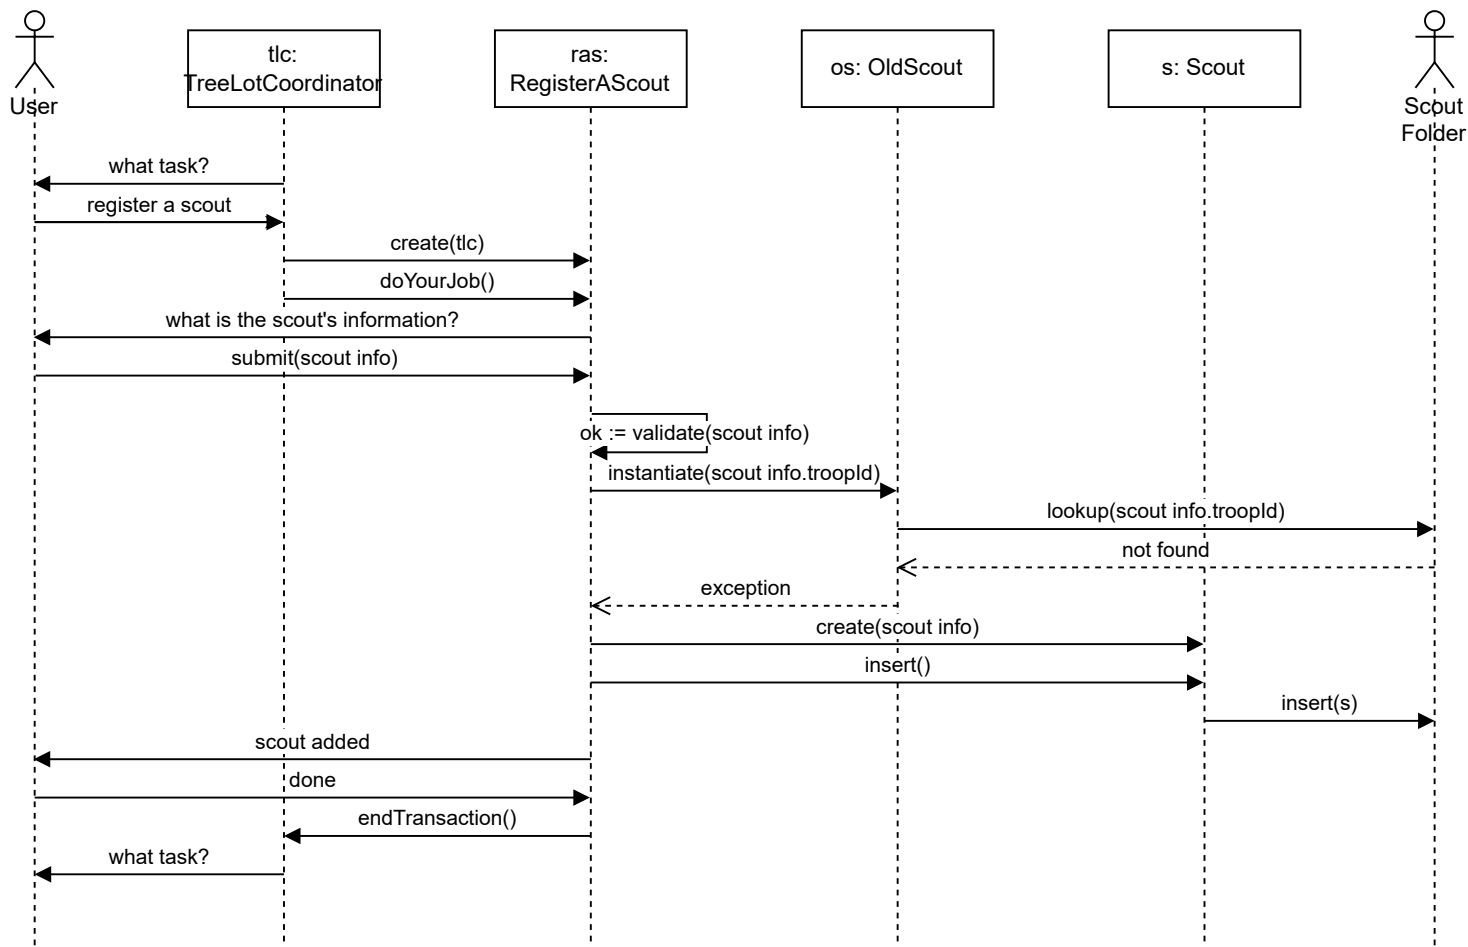 User
tlc:
TreeLotCoordinator
ras:
RegisterAScout
os: OldScout
s: Scout
Scout
Folder
what task?
register a scout
create(tlc)
doYourJob()
what is the scout's information?
submit(scout info)
ok := validate(scout info)
instantiate(scout info.troopId)
lookup(scout info.troopId)
not found
exception
create(scout info)
insert()
insert(s)
scout added
done
endTransaction()
what task?